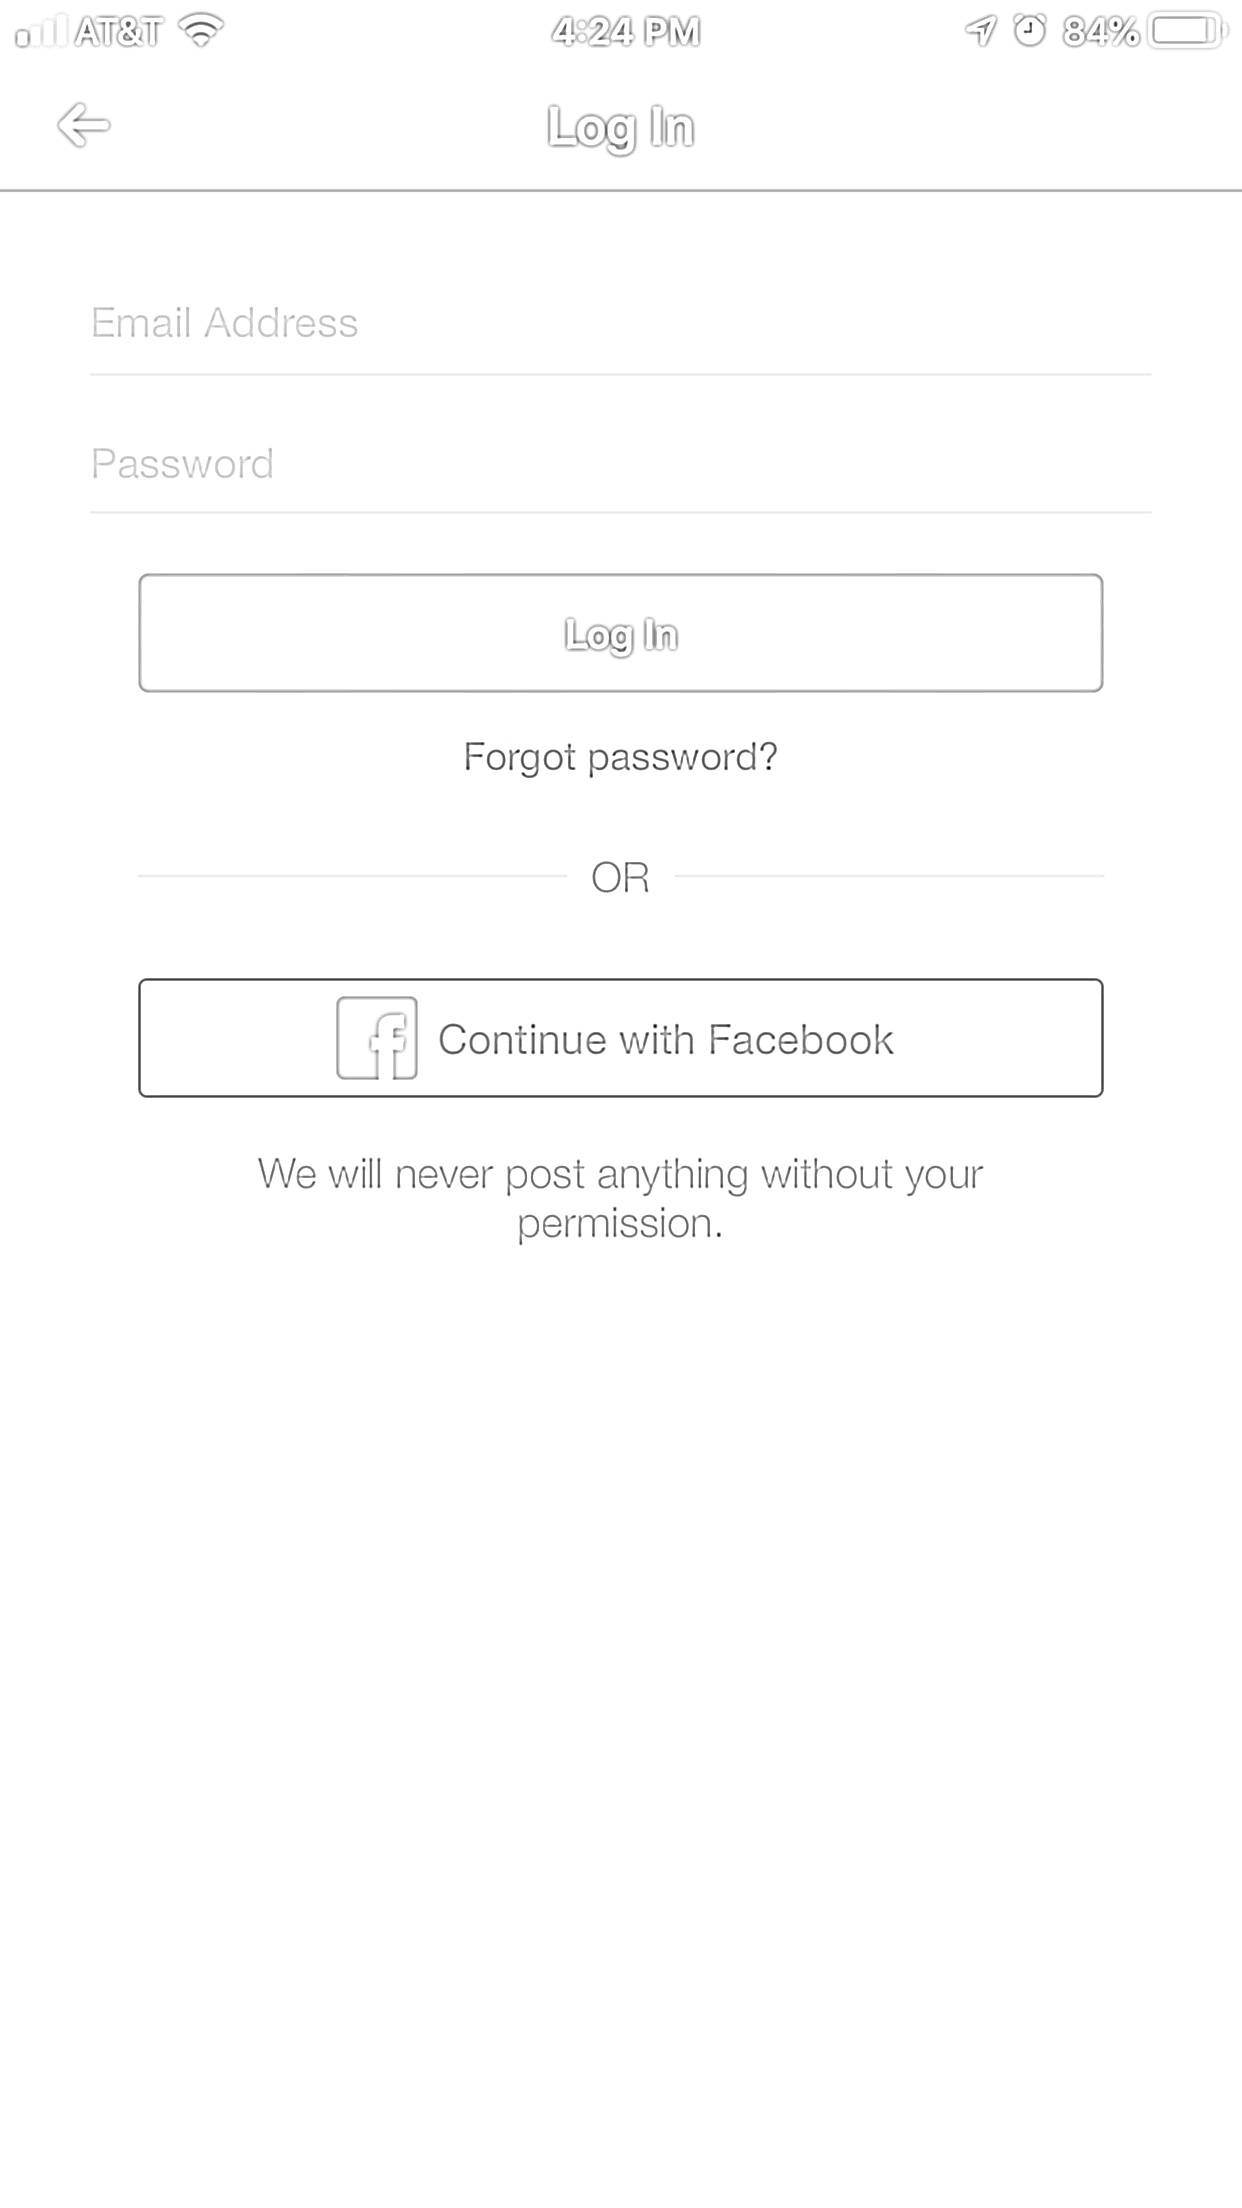 AT&T 4:24 PM 84%
Log In
Email Address
Password
Log In
Forgot password?
OR
f Continue with Facebook
We will never post anything without your
permission.